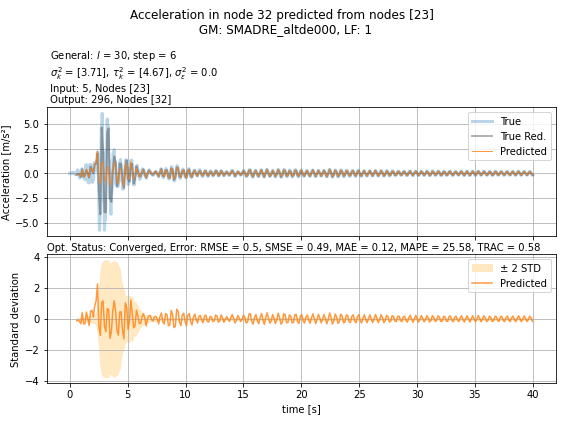 Acceleration in node 32 predicted from nodes [23]
GM: SMADRE_altde000, LF: 1
General: l = 30, step = 6
σ²ₖ = [3.71], τ²ₖ = [4.67], σ²ε = 0.0
Input: 5, Nodes [23]
Output: 296, Nodes [32]
Acceleration [m/s²]
5.0
2.5
0.0
−2.5
−5.0
True
True Red.
Predicted
Opt. Status: Converged, Error: RMSE = 0.5, SMSE = 0.49, MAE = 0.12, MAPE = 25.58, TRAC = 0.58
Standard deviation
4
2
0
−2
−4
± 2 STD
Predicted
0 5 10 15 20 25 30 35 40
time [s]